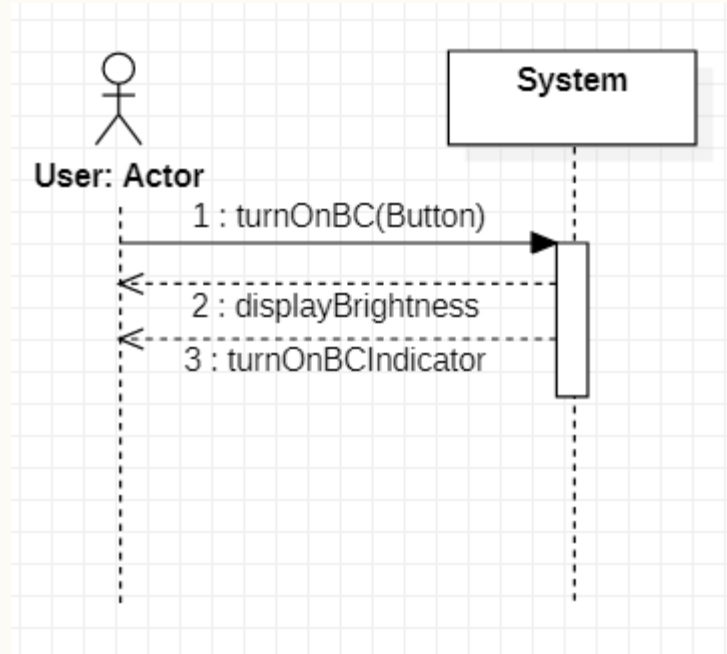 System
User: Actor
1 : turnOnBC(Button)
2 : displayBrightness
3 : turnOnBCIndicator